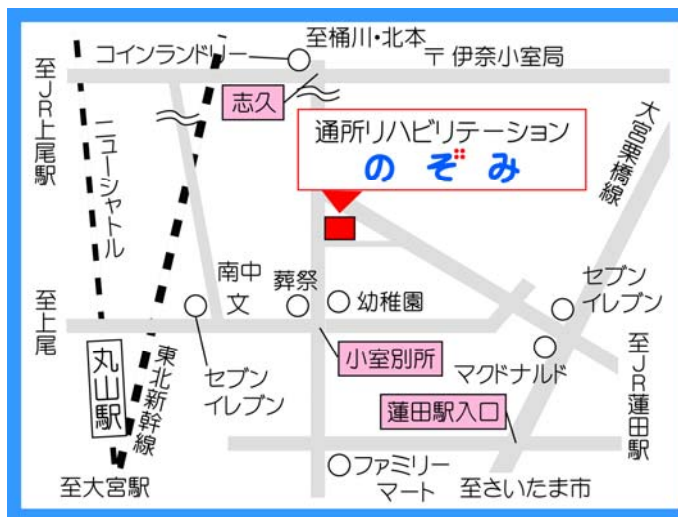 至桶川・北本
コインランドリー
〒伊奈小室局
至JR上尾駅
志久
大宮栗橋線
ニューシャトル
通所リハビリテーション
のぞみ
南中
文
葬祭
幼稚園
セブン
イレブン
至上尾
小室別所
マクドナルド
至JR蓮田駅
丸山駅
東北新幹線
セブン
イレブン
蓮田駅入口
至大宮駅
ファミリー
マート
至さいたま市